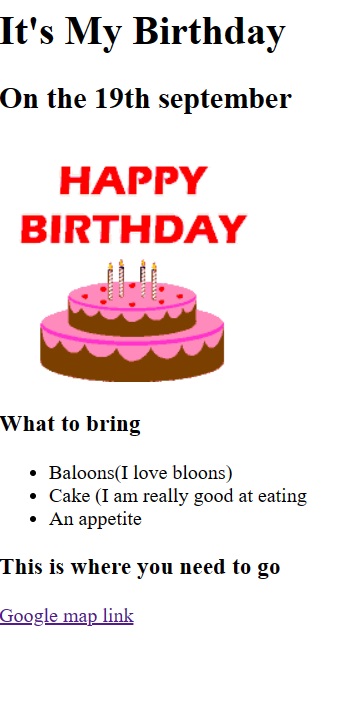 It's My Birthday
On the 19th september
HAPPY
BIRTHDAY
What to bring
Baloons(I love bloons)
Cake (I am really good at eating
An appetite
This is where you need to go
Google map link